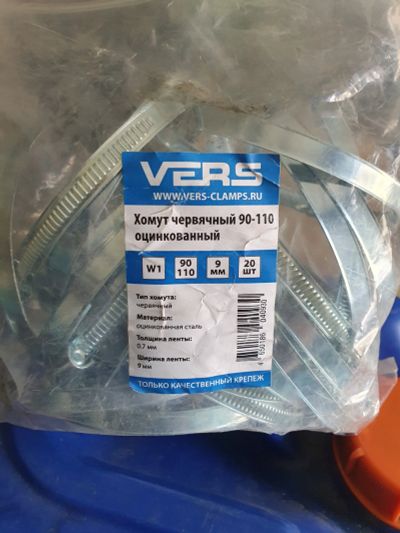 VERS
WWW.VERS-CLAMPS.RU
Хомут червячный 90-110
оцинкованный
W1
90
110
9
мм
20
шт
Тип хомута:
червячный
Материал:
оцинкованная сталь
Толщина ленты:
0,7 мм
Ширина ленты:
9 мм
ТОЛЬКО КАЧЕСТВЕННЫЙ КРЕПЕЖ